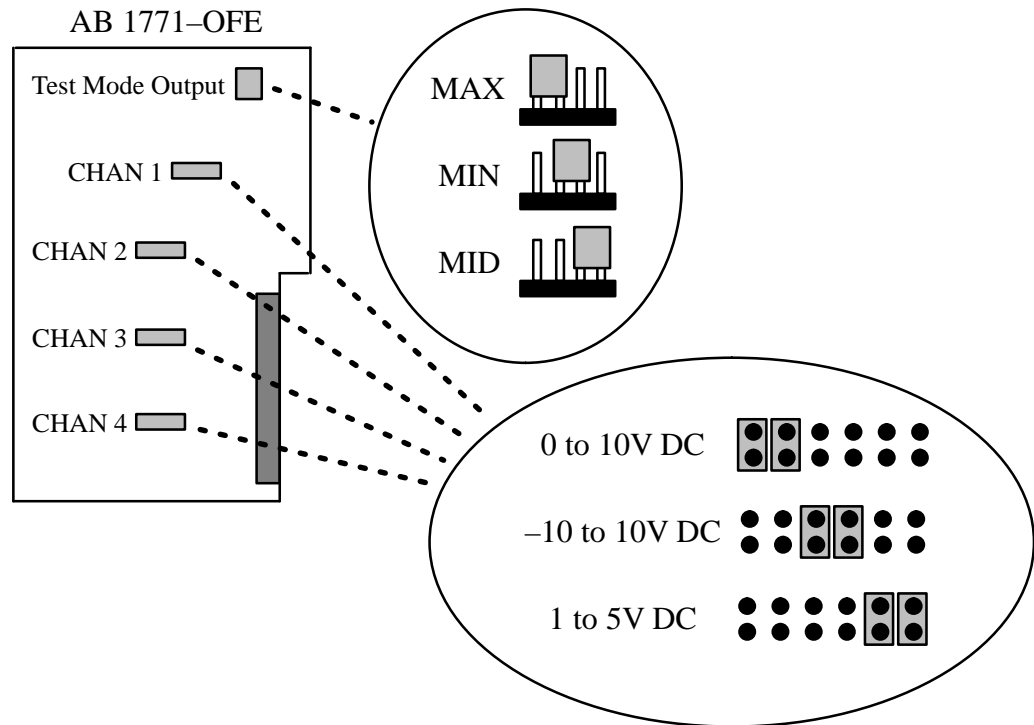 AB 1771–OFE
Test Mode Output
CHAN 1
CHAN 2
CHAN 3
CHAN 4
MAX
MIN
MID
0 to 10V DC
–10 to 10V DC
1 to 5V DC